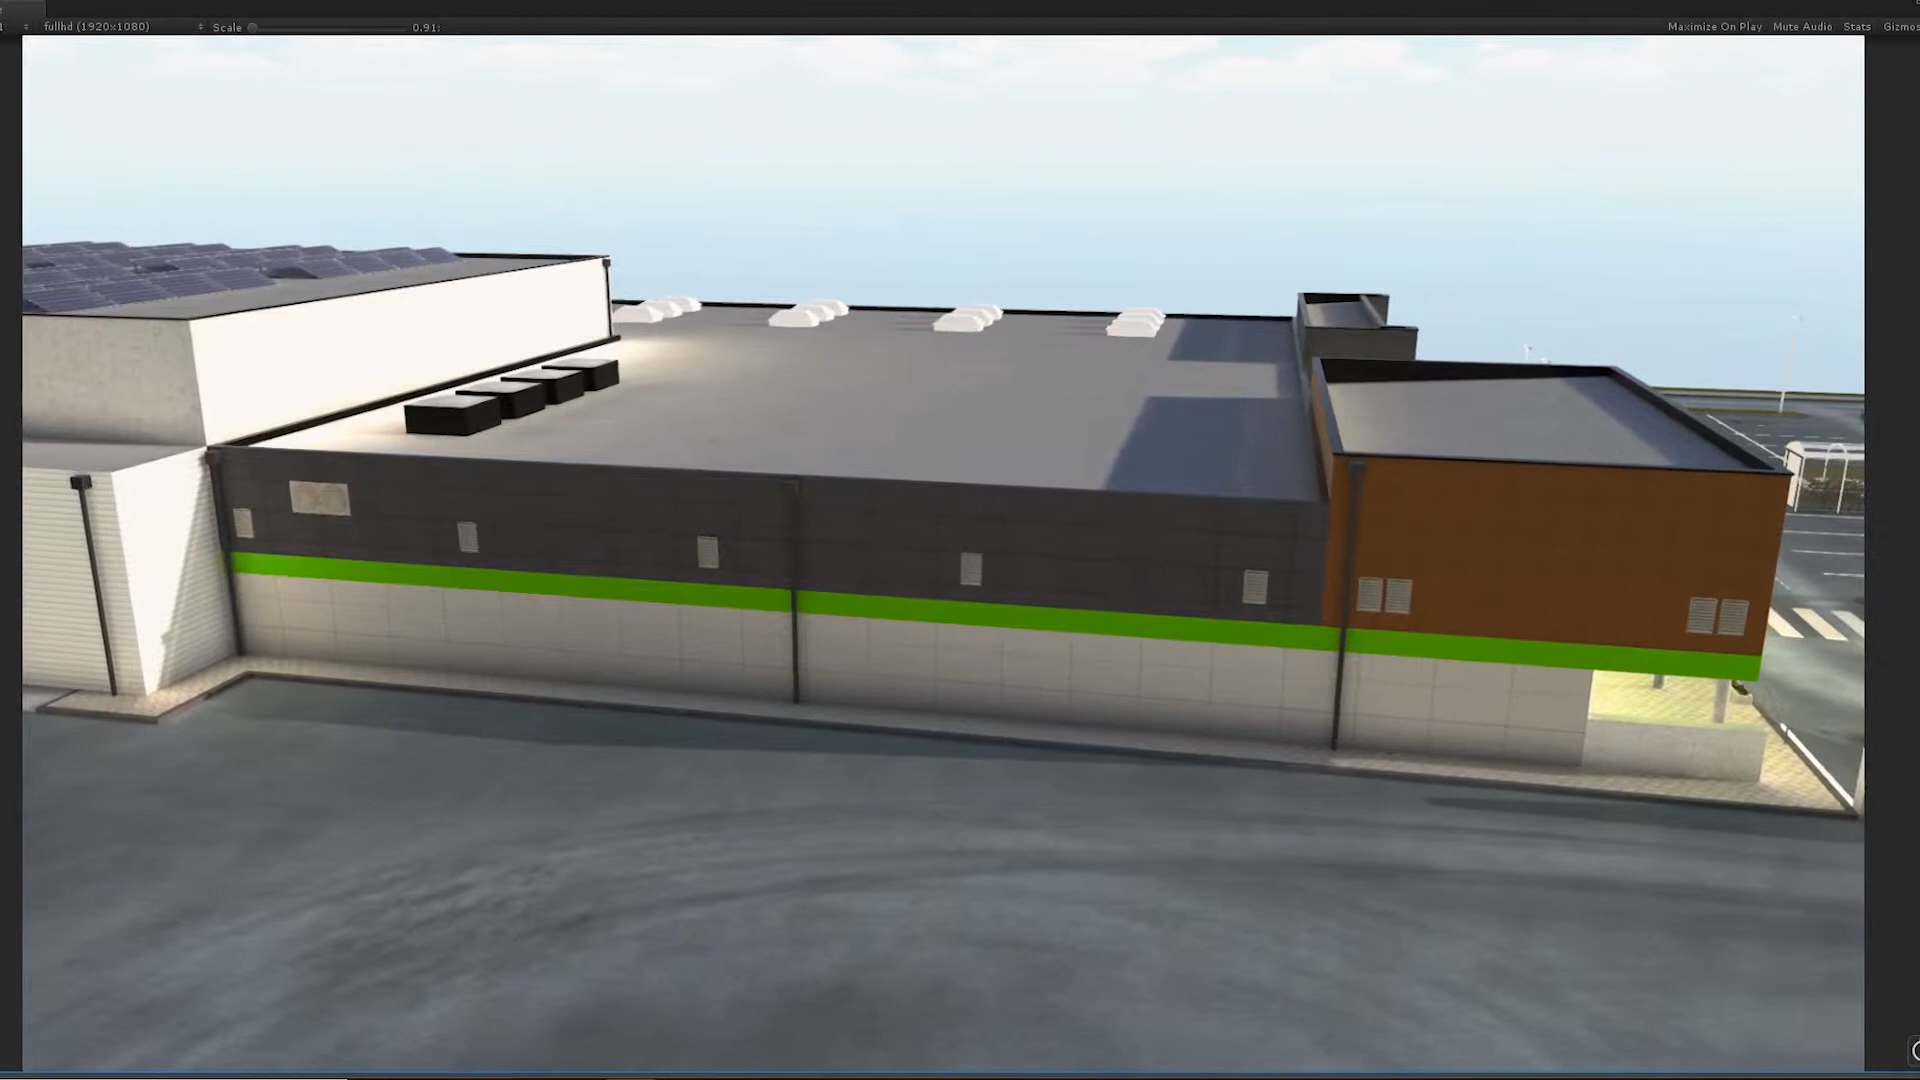 fullhd (1920x1080) Scale 0.91: Maximize On Play Mute Audio Stats Gizmos